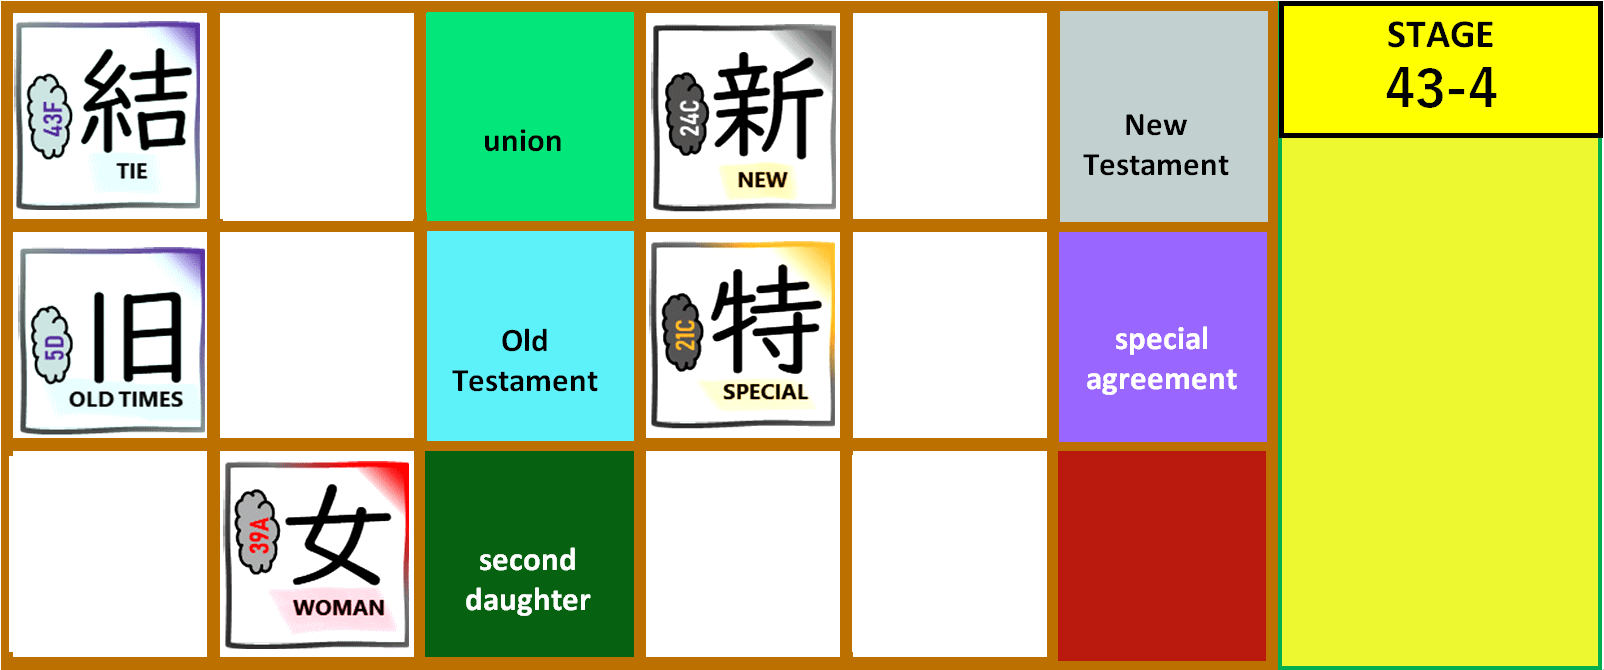 結
43F
TIE
union
新
24C
NEW
New
Testament
STAGE
43-4
旧
5D
OLD TIMES
Old
Testament
特
21C
SPECIAL
special
agreement
女
39A
WOMAN
second
daughter